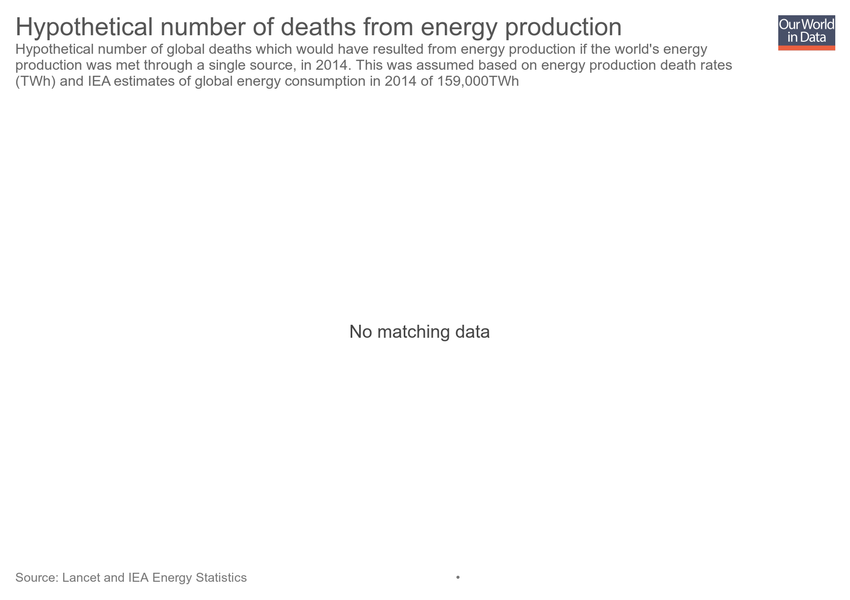 Hypothetical number of deaths from energy production
Our World
in Data
Hypothetical number of global deaths which would have resulted from energy production if the world's energy
production was met through a single source, in 2014. This was assumed based on energy production death rates
(TWh) and IEA estimates of global energy consumption in 2014 of 159,000TWh
No matching data
Source: Lancet and IEA Energy Statistics •